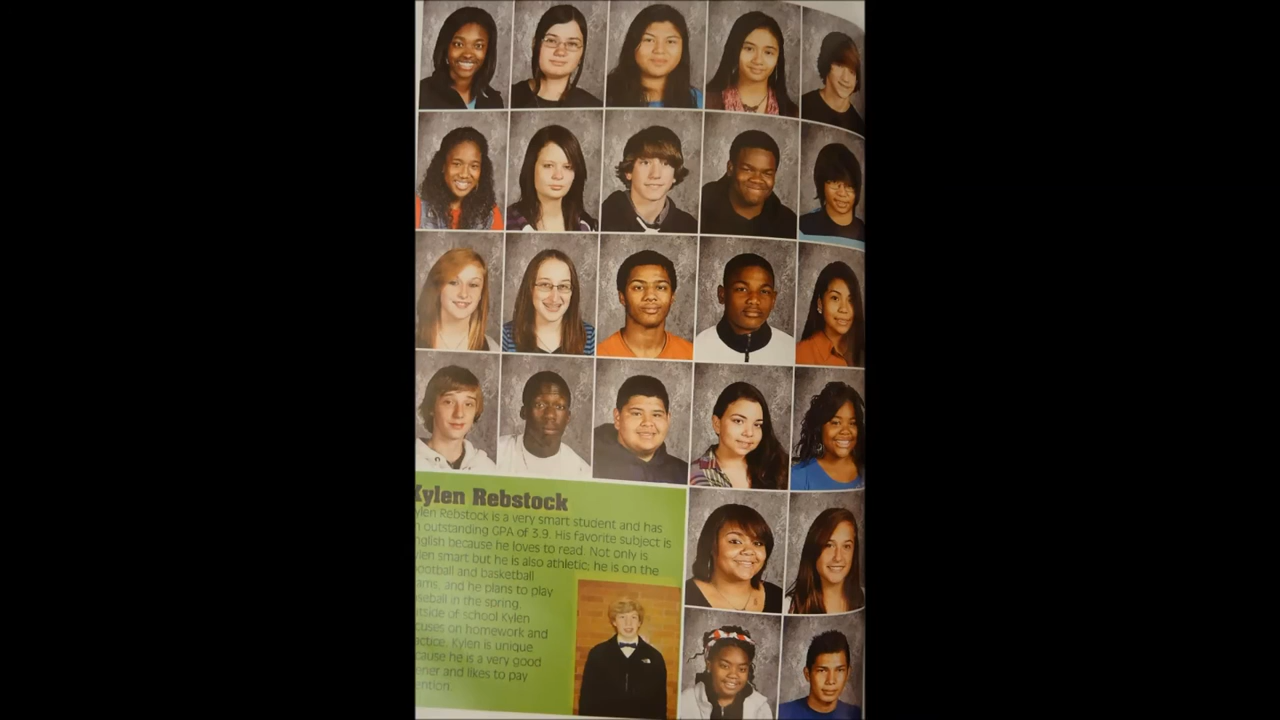 Kylen Rebstock
ylen Rebstock is a very smart student and has
n outstanding GPA of 3.9. His favorite subject is
nglish because he loves to read. Not only is
ylen smart but he is also athletic; he is on the
ootball and basketball
ams, and he plans to play
seball in the spring.
utside of school Kylen
cuses on homework and
actice. Kylen is unique
cause he is a very good
ener and likes to pay
ention.